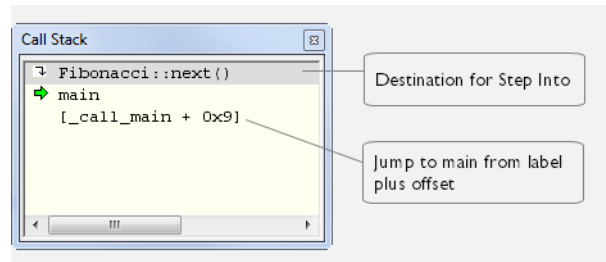 Call Stack
Fibonacci::next()
Destination for Step Into
main
[_call_main + 0x9]
Jump to main from label
plus offset